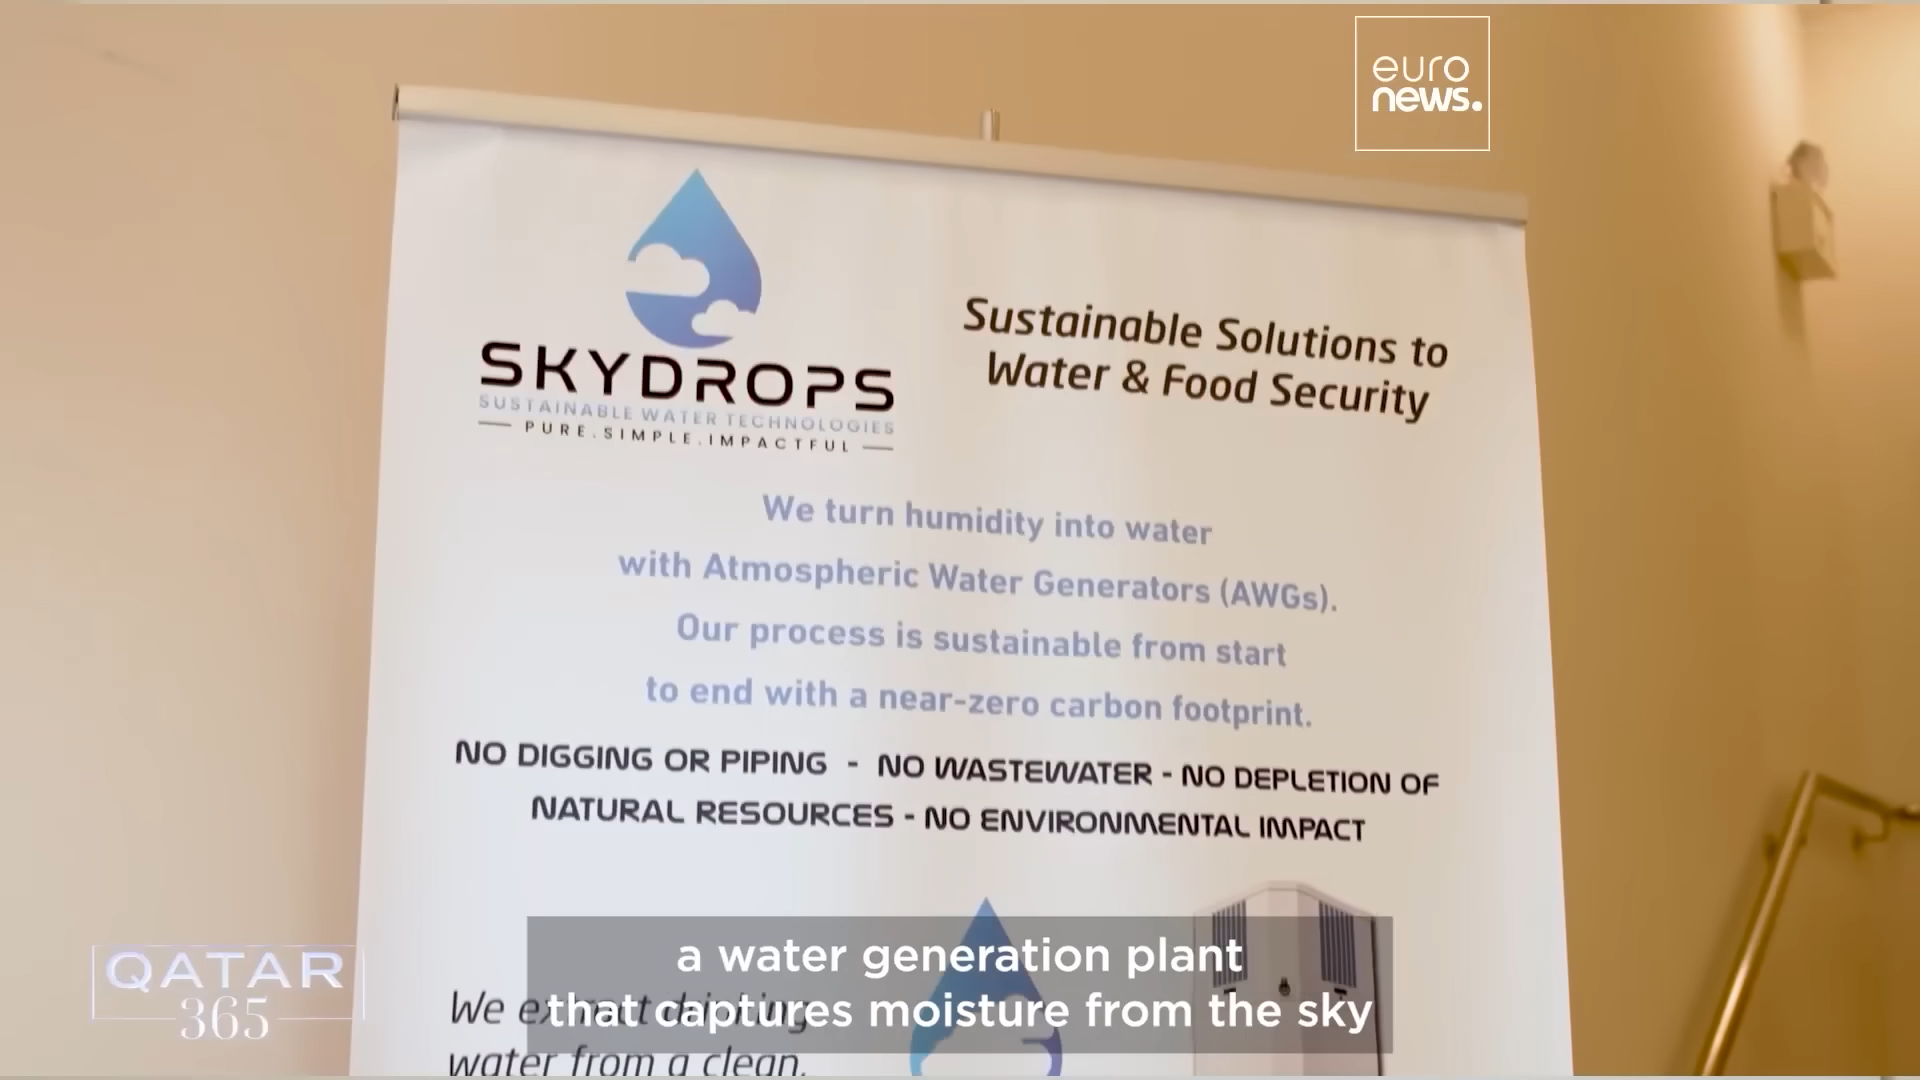 euro
news.
SKYDROPS
SUSTAINABLE WATER TECHNOLOGIES
PURE.SIMPLE.IMPACTFUL
Sustainable Solutions to
Water & Food Security
We turn humidity into water
with Atmospheric Water Generators (AWGs).
Our process is sustainable from start
to end with a near-zero carbon footprint.
NO DIGGING OR PIPING - NO WASTEWATER - NO DEPLETION OF
NATURAL RESOURCES - NO ENVIRONMENTAL IMPACT
We extract drinking
water from a clean,
a water generation plant
that captures moisture from the sky
QATAR
365